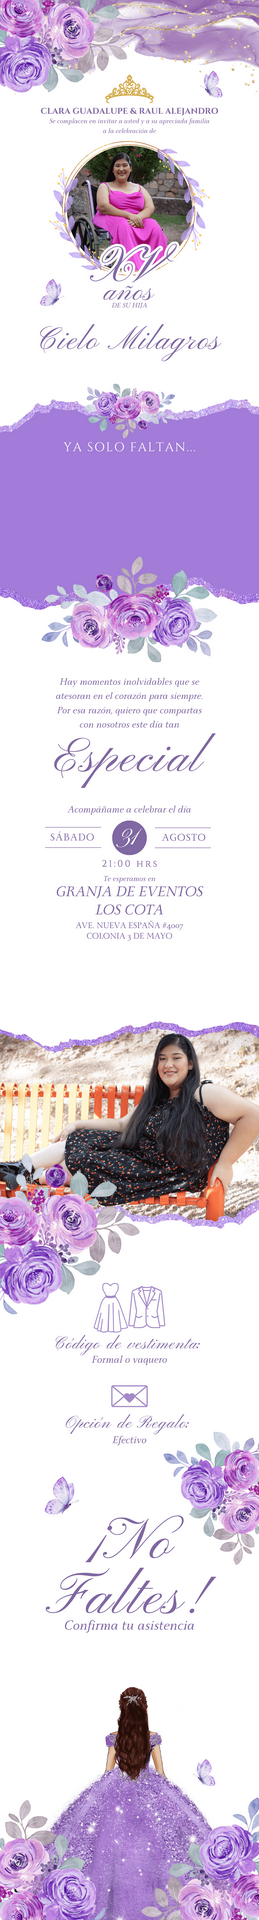 CLARA GUADALUPE & RAUL ALEJANDRO
Se complacen en invitar a usted y a su apreciada familia
a la celebración de
XV
años
DE SU HIJA
Cielo Milagros
YA SOLO FALTAN...
Hay momentos inolvidables que se
atesoran en el corazón para siempre.
Por esa razón, quiero que compartas
con nosotros este día tan
Especial
Acompáñame a celebrar el día
SÁBADO 31 AGOSTO
21:00 HRS
Te esperamos en
GRANJA DE EVENTOS
LOS COTA
AVE. NUEVA ESPAÑA #4007
COLONIA 3 DE MAYO
Código de vestimenta:
Formal o vaquero
Opción de Regalo:
Efectivo
¡No
Faltes!
Confirma tu asistencia